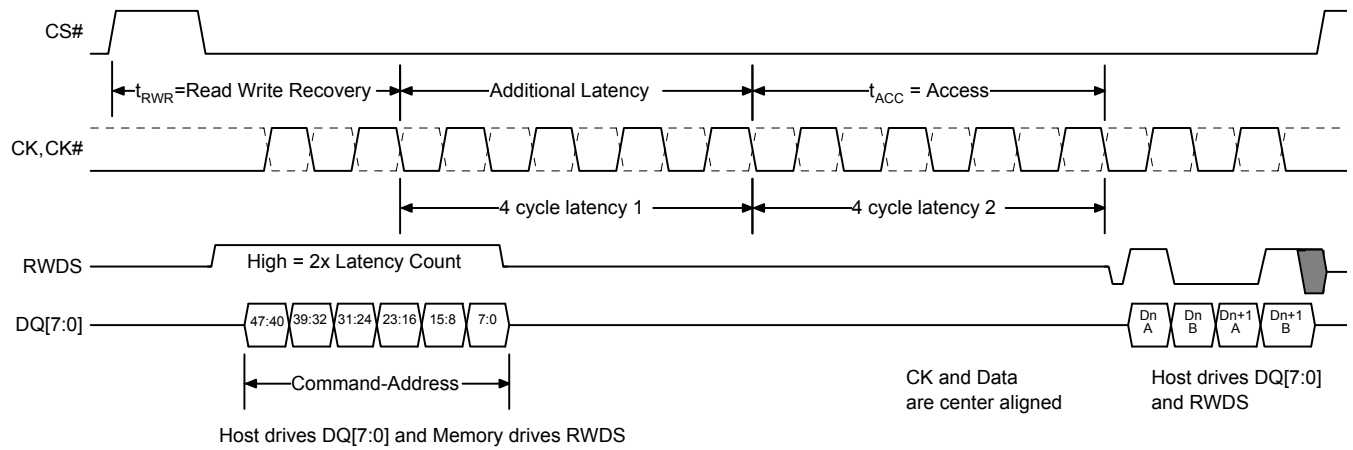 CS#
tRWR=Read Write Recovery
Additional Latency
tACC = Access
CK,CK#
4 cycle latency 1
4 cycle latency 2
RWDS
High = 2x Latency Count
DQ[7:0]
47:40
39:32
31:24
23:16
15:8
7:0
Dn
A
Dn
B
Dn+1
A
Dn+1
B
Command-Address
CK and Data
are center aligned
Host drives DQ[7:0]
and RWDS
Host drives DQ[7:0] and Memory drives RWDS